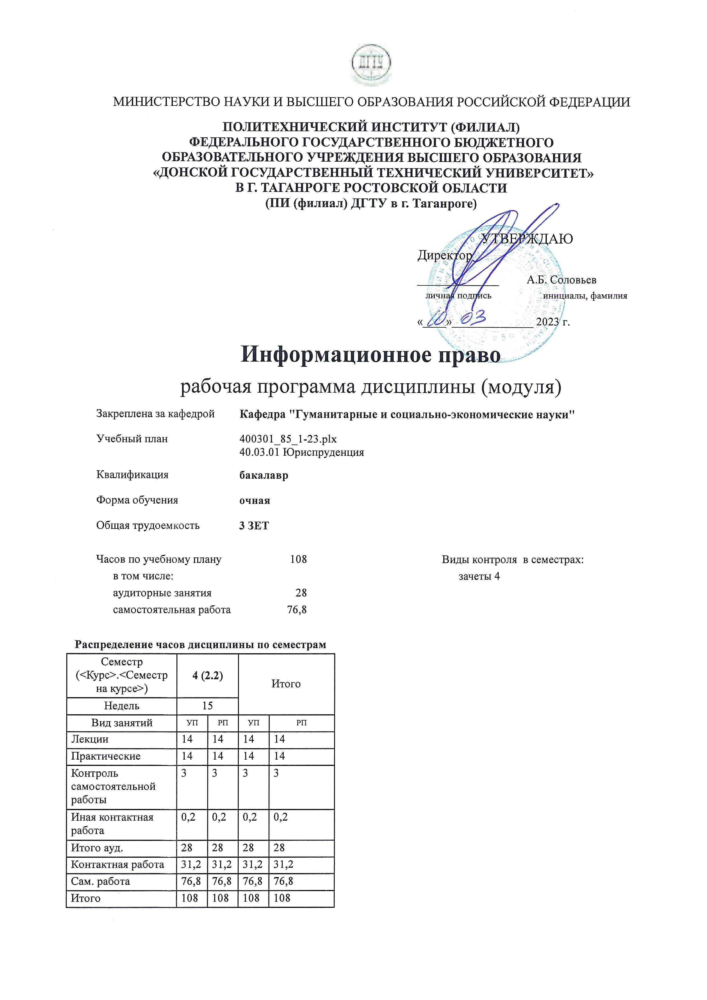 ДГТУ
МИНИСТЕРСТВО НАУКИ И ВЫСШЕГО ОБРАЗОВАНИЯ РОССИЙСКОЙ ФЕДЕРАЦИИ
ПОЛИТЕХНИЧЕСКИЙ ИНСТИТУТ (ФИЛИАЛ)
ФЕДЕРАЛЬНОГО ГОСУДАРСТВЕННОГО БЮДЖЕТНОГО
ОБРАЗОВАТЕЛЬНОГО УЧРЕЖДЕНИЯ ВЫСШЕГО ОБРАЗОВАНИЯ
«ДОНСКОЙ ГОСУДАРСТВЕННЫЙ ТЕХНИЧЕСКИЙ УНИВЕРСИТЕТ»
В Г. ТАГАНРОГЕ РОСТОВСКОЙ ОБЛАСТИ
(ПИ (филиал) ДГТУ в г. Таганроге)
УТВЕРЖДАЮ
Директор
______________ А.Б. Соловьев
личная подпись инициалы, фамилия
«10» 03 2023 г.
Информационное право
рабочая программа дисциплины (модуля)
Закреплена за кафедрой Кафедра "Гуманитарные и социально-экономические науки"
Учебный план 400301_85_1-23.plx
40.03.01 Юриспруденция
Квалификация бакалавр
Форма обучения очная
Общая трудоемкость 3 ЗЕТ
Часов по учебному плану 108 Виды контроля в семестрах:
в том числе: зачеты 4
аудиторные занятия 28
самостоятельная работа 76,8
Распределение часов дисциплины по семестрам
Семестр
(<Курс>.<Семестр 4 (2.2) Итого
на курсе>)
Недель 15
Вид занятий УП РП УП РП
Лекции 14 14 14 14
Практические 14 14 14 14
Контроль 3 3 3 3
самостоятельной
работы
Иная контактная 0,2 0,2 0,2 0,2
работа
Итого ауд. 28 28 28 28
Контактная работа 31,2 31,2 31,2 31,2
Сам. работа 76,8 76,8 76,8 76,8
Итого 108 108 108 108